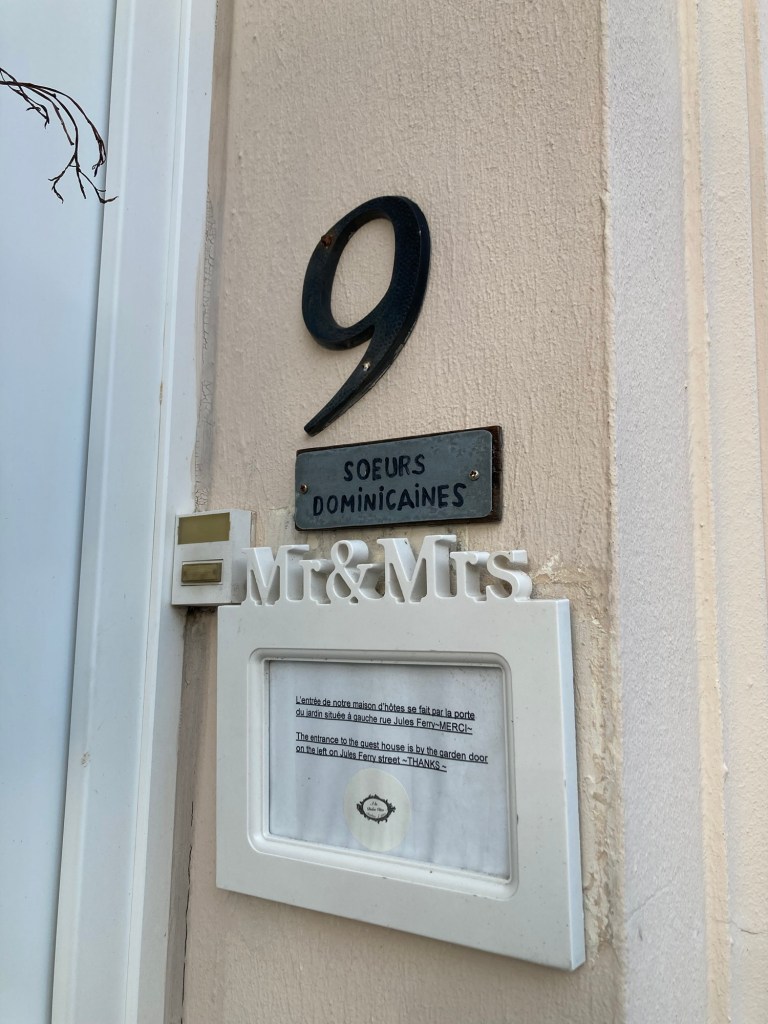 9
SOEURS
DOMINICAINES
Mr&Mrs
L'entrée de notre maison d'hôtes se fait par la porte
du jardin située à gauche rue Jules Ferry~MERCI~
The entrance to the guest house is by the garden door
on the left on Jules Ferry street ~THANKS~